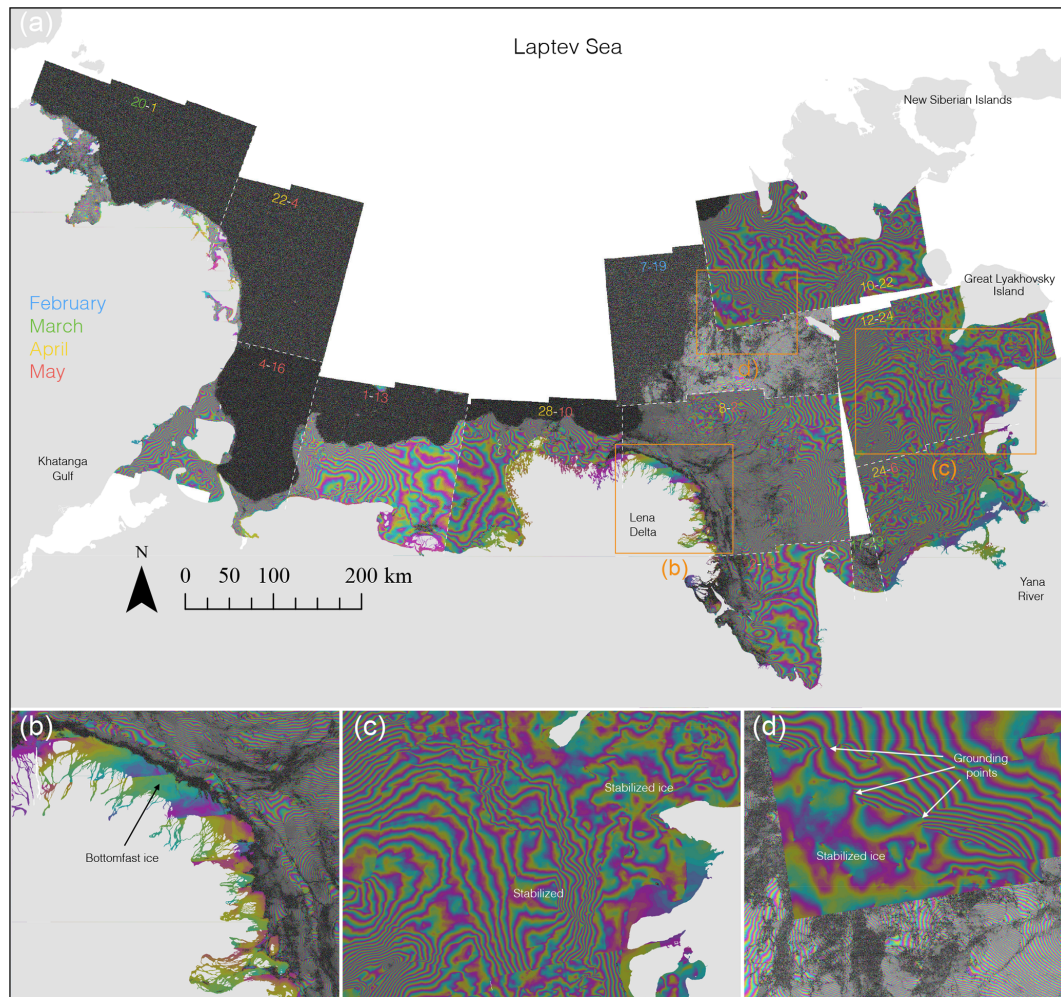 (a)
Laptev Sea
New Siberian Islands
20-1
22-4
7-19
10-22
Great Lyakhovsky
Island
12-24
February
March
April
May
4-16
1-13
28-10
8-
(d)
Khatanga
Gulf
24-
(c)
Lena
Delta
N
0 50 100 200 km
(b)
Yana
River
(b)
Bottomfast ice
(c)
Stabilized ice
Stabilized
(d)
Grounding
points
Stabilized ice